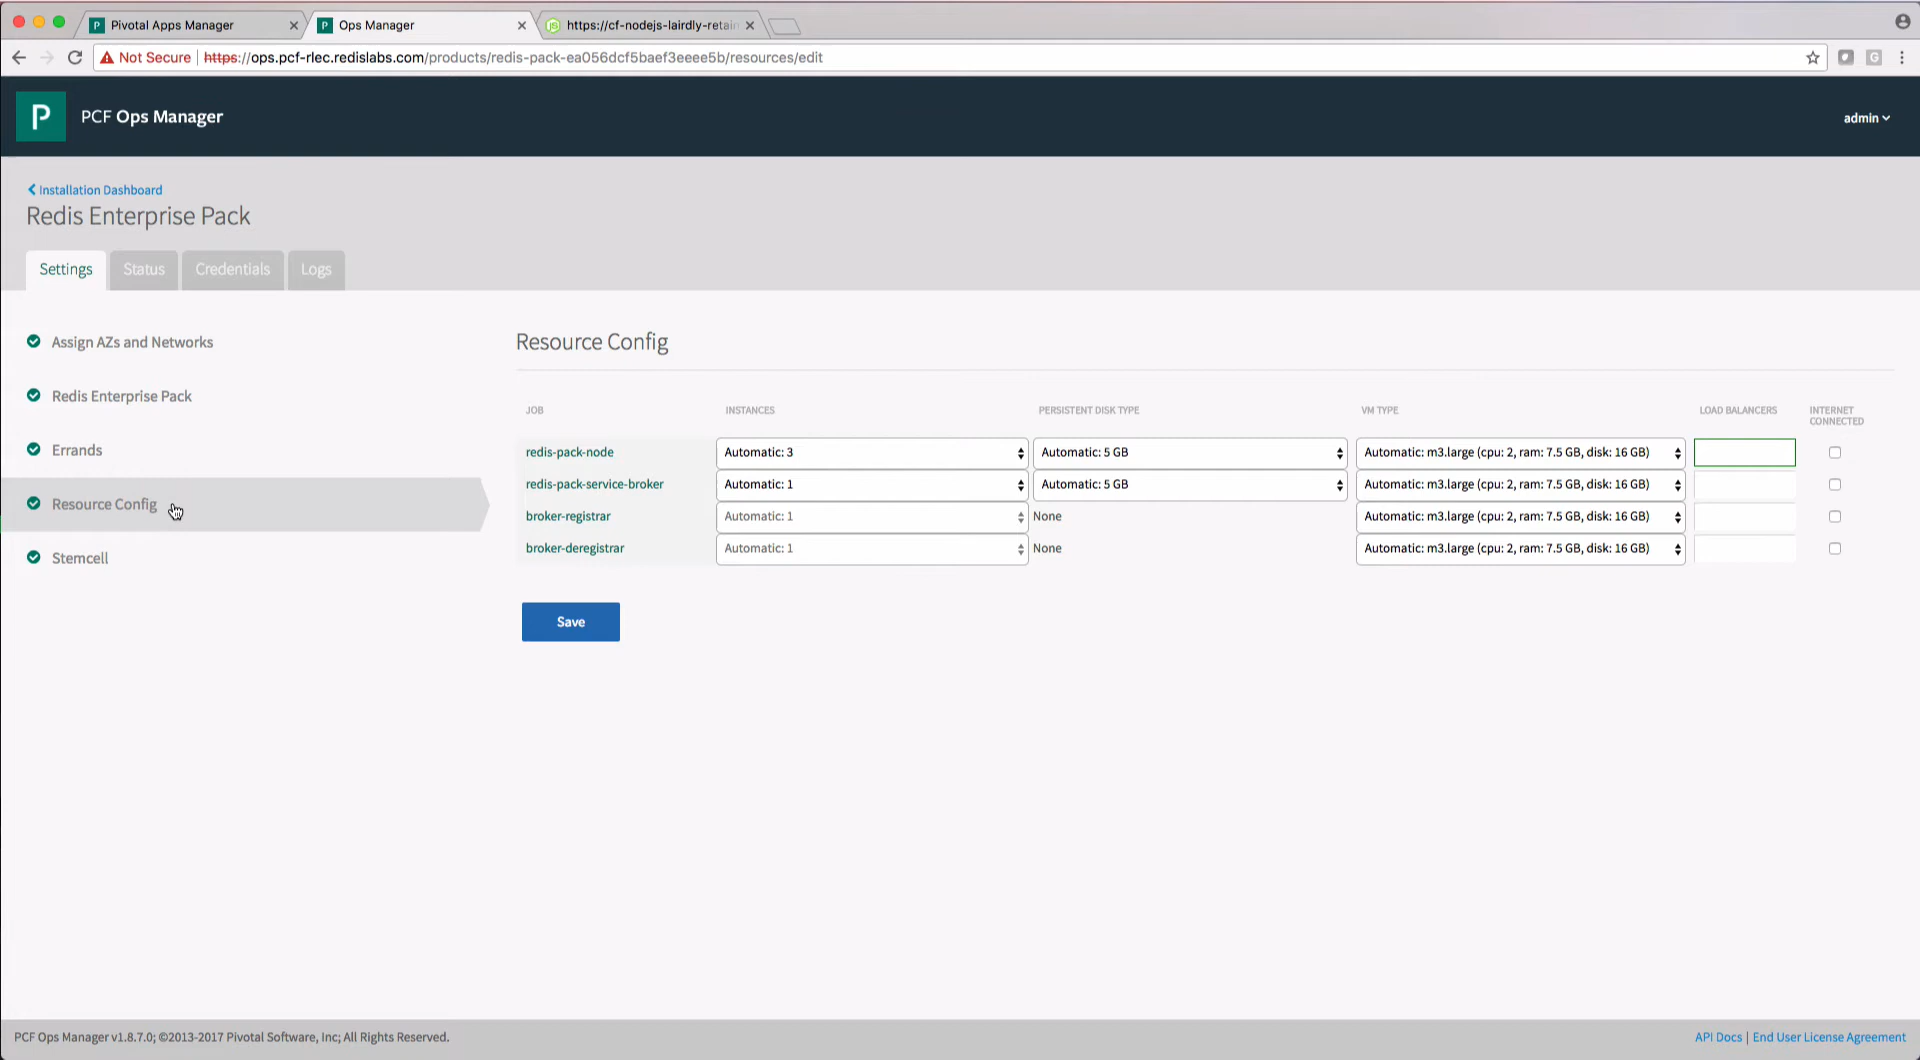 Pivotal Apps Manager
Ops Manager
https://cf-nodejs-lairdly-retain
Not Secure | https://ops.pcf-rlec.redislabs.com/products/redis-pack-ea056dcf5baef3eeee5b/resources/edit
P
PCF Ops Manager
admin
Installation Dashboard
Redis Enterprise Pack
Settings
Status
Credentials
Logs
Assign AZs and Networks
Redis Enterprise Pack
Errands
Resource Config
Stemcell
Resource Config
JOB INSTANCES PERSISTENT DISK TYPE VM TYPE LOAD BALANCERS INTERNET CONNECTED
redis-pack-node Automatic: 3 Automatic: 5 GB Automatic: m3.large (cpu: 2, ram: 7.5 GB, disk: 16 GB)
redis-pack-service-broker Automatic: 1 Automatic: 5 GB Automatic: m3.large (cpu: 2, ram: 7.5 GB, disk: 16 GB)
broker-registrar Automatic: 1 None Automatic: m3.large (cpu: 2, ram: 7.5 GB, disk: 16 GB)
broker-deregistrar Automatic: 1 None Automatic: m3.large (cpu: 2, ram: 7.5 GB, disk: 16 GB)
Save
PCF Ops Manager v1.8.7.0; ©2013-2017 Pivotal Software, Inc; All Rights Reserved.
API Docs | End User License Agreement